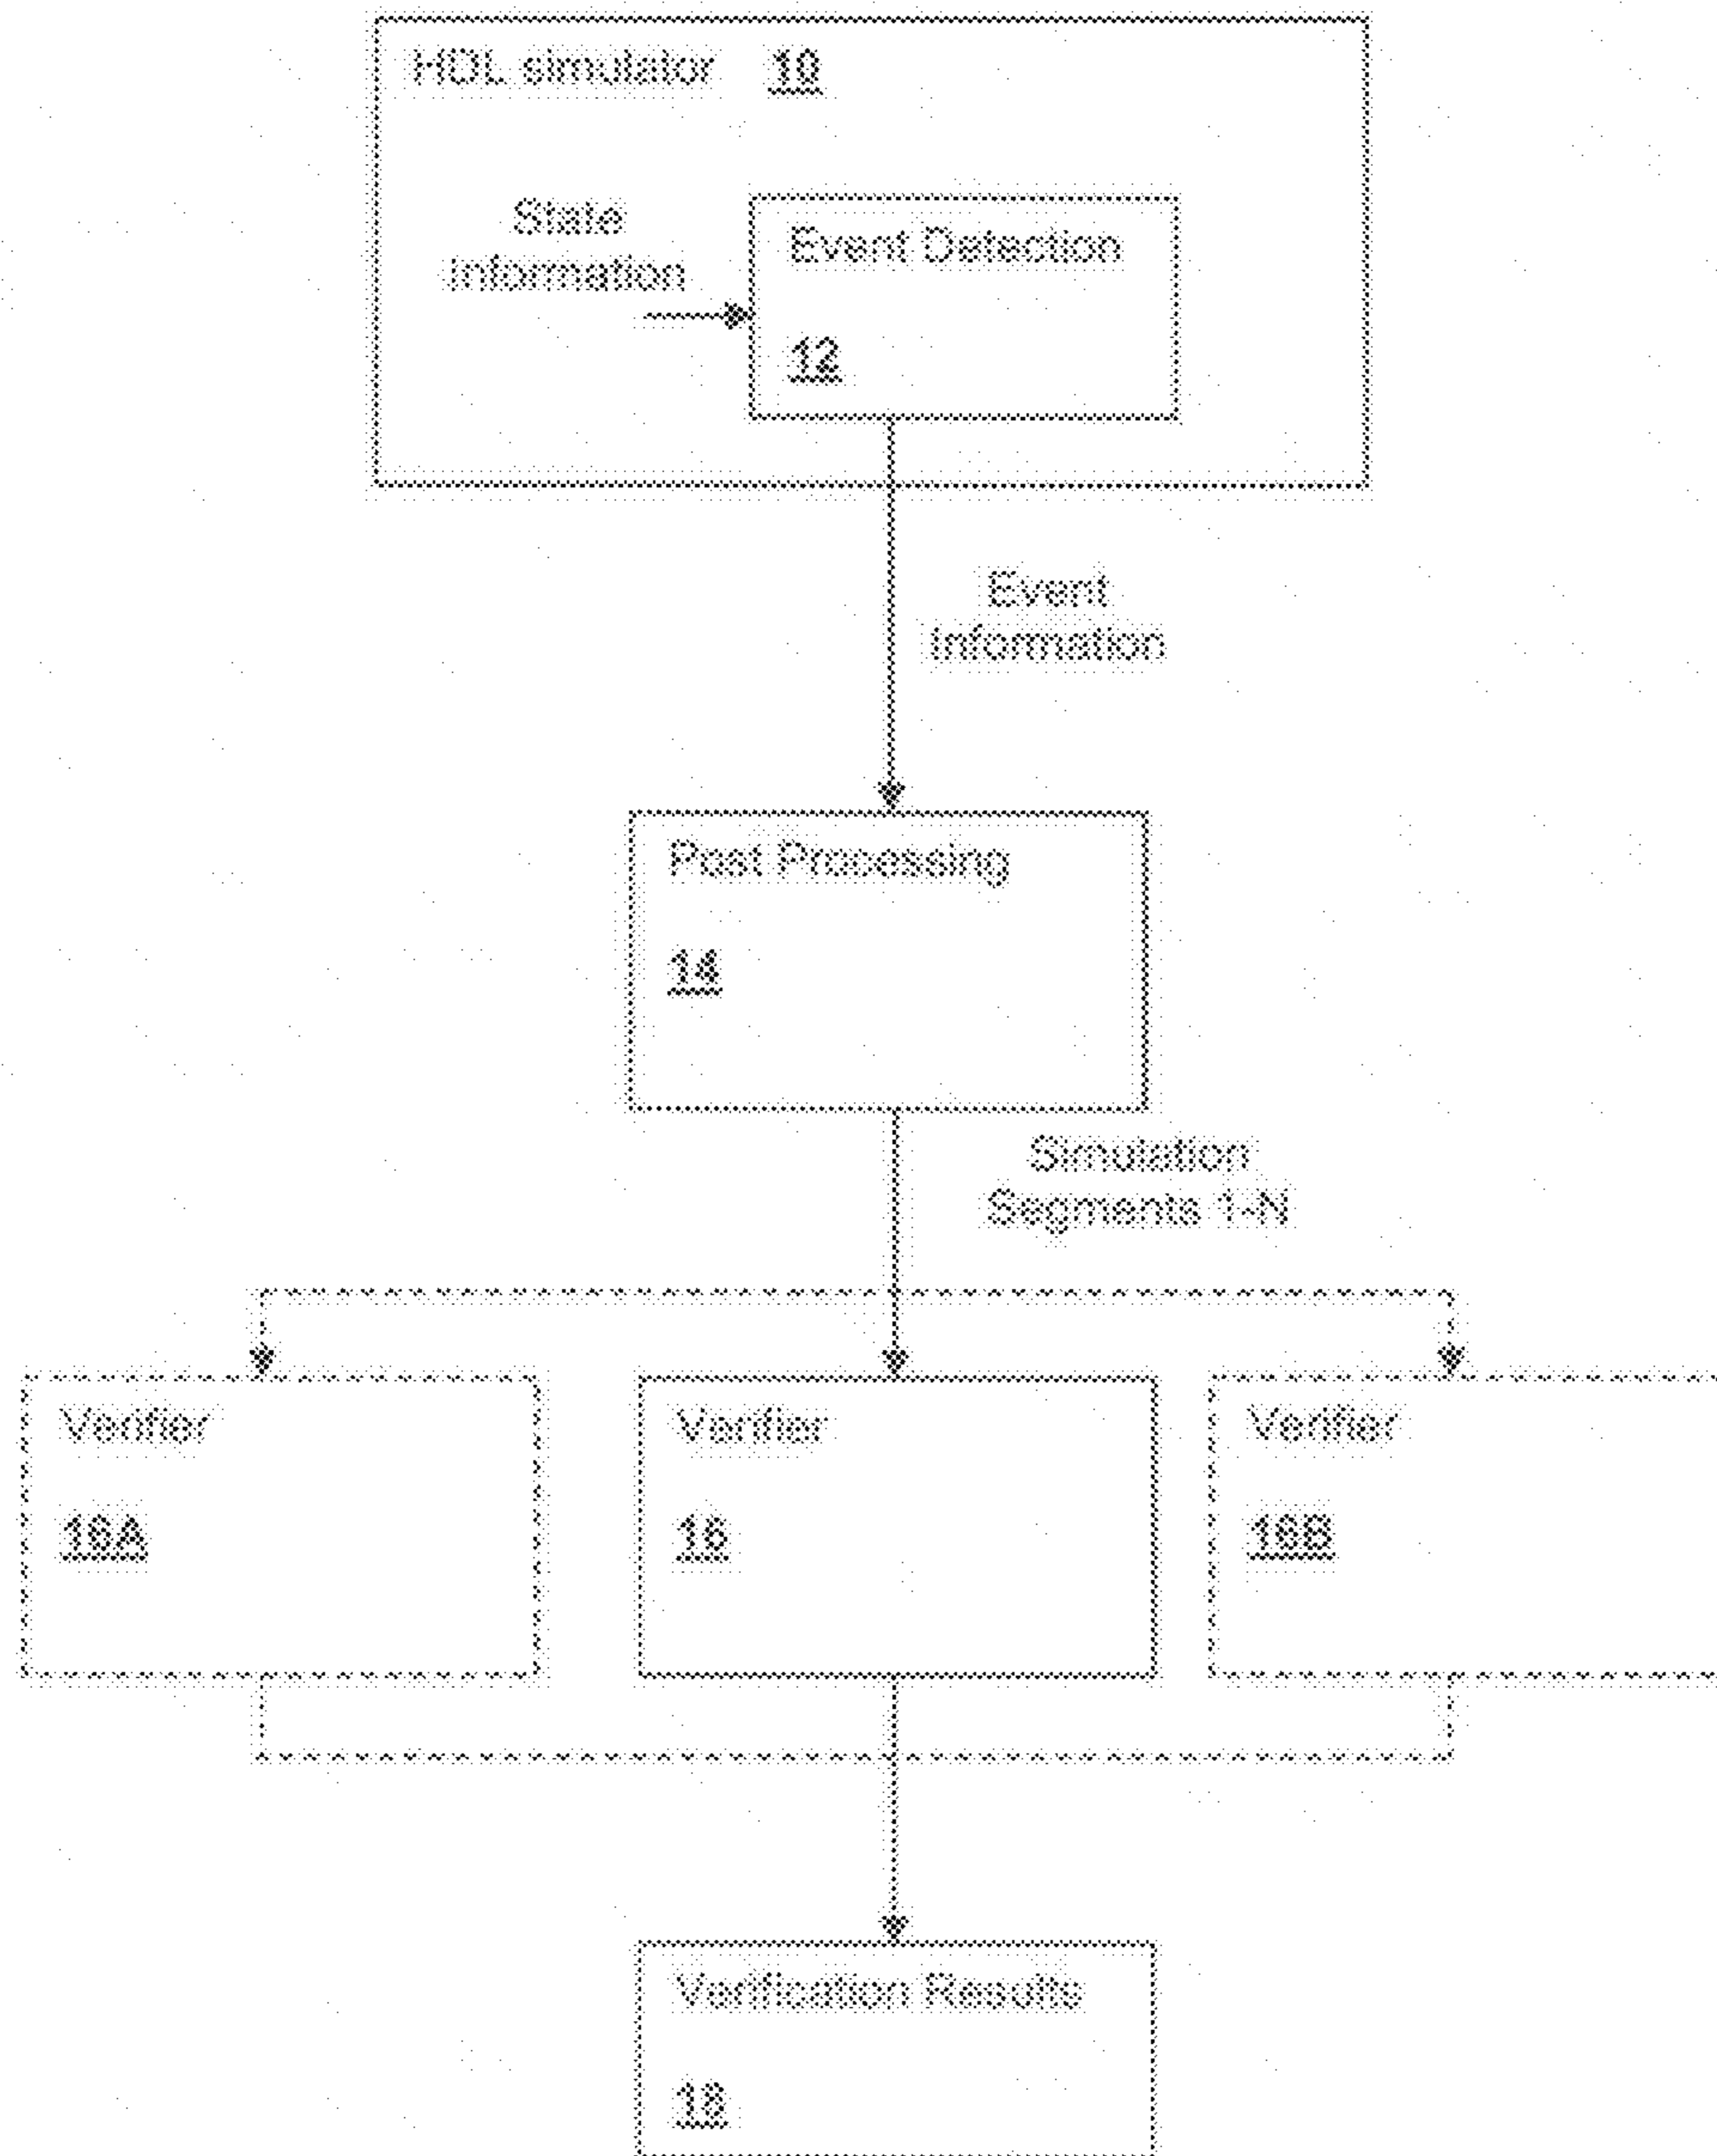 HDL simulator 10
State
Information
Event Detection
12
Event
Information
Post Processing
14
Simulation
Segments 1-N
Verifier
16A
Verifier
16
Verifier
16B
Verification Results
18